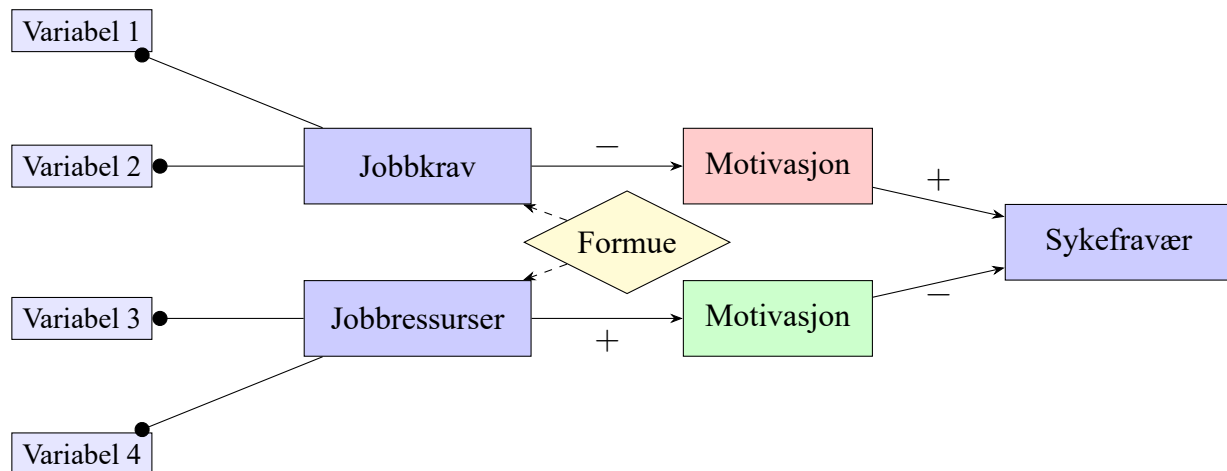 Variabel 1
Variabel 2
Jobbkrav
−
Motivasjon
+
Formue
Sykefravær
Variabel 3
Jobbressurser
+
Motivasjon
−
Variabel 4